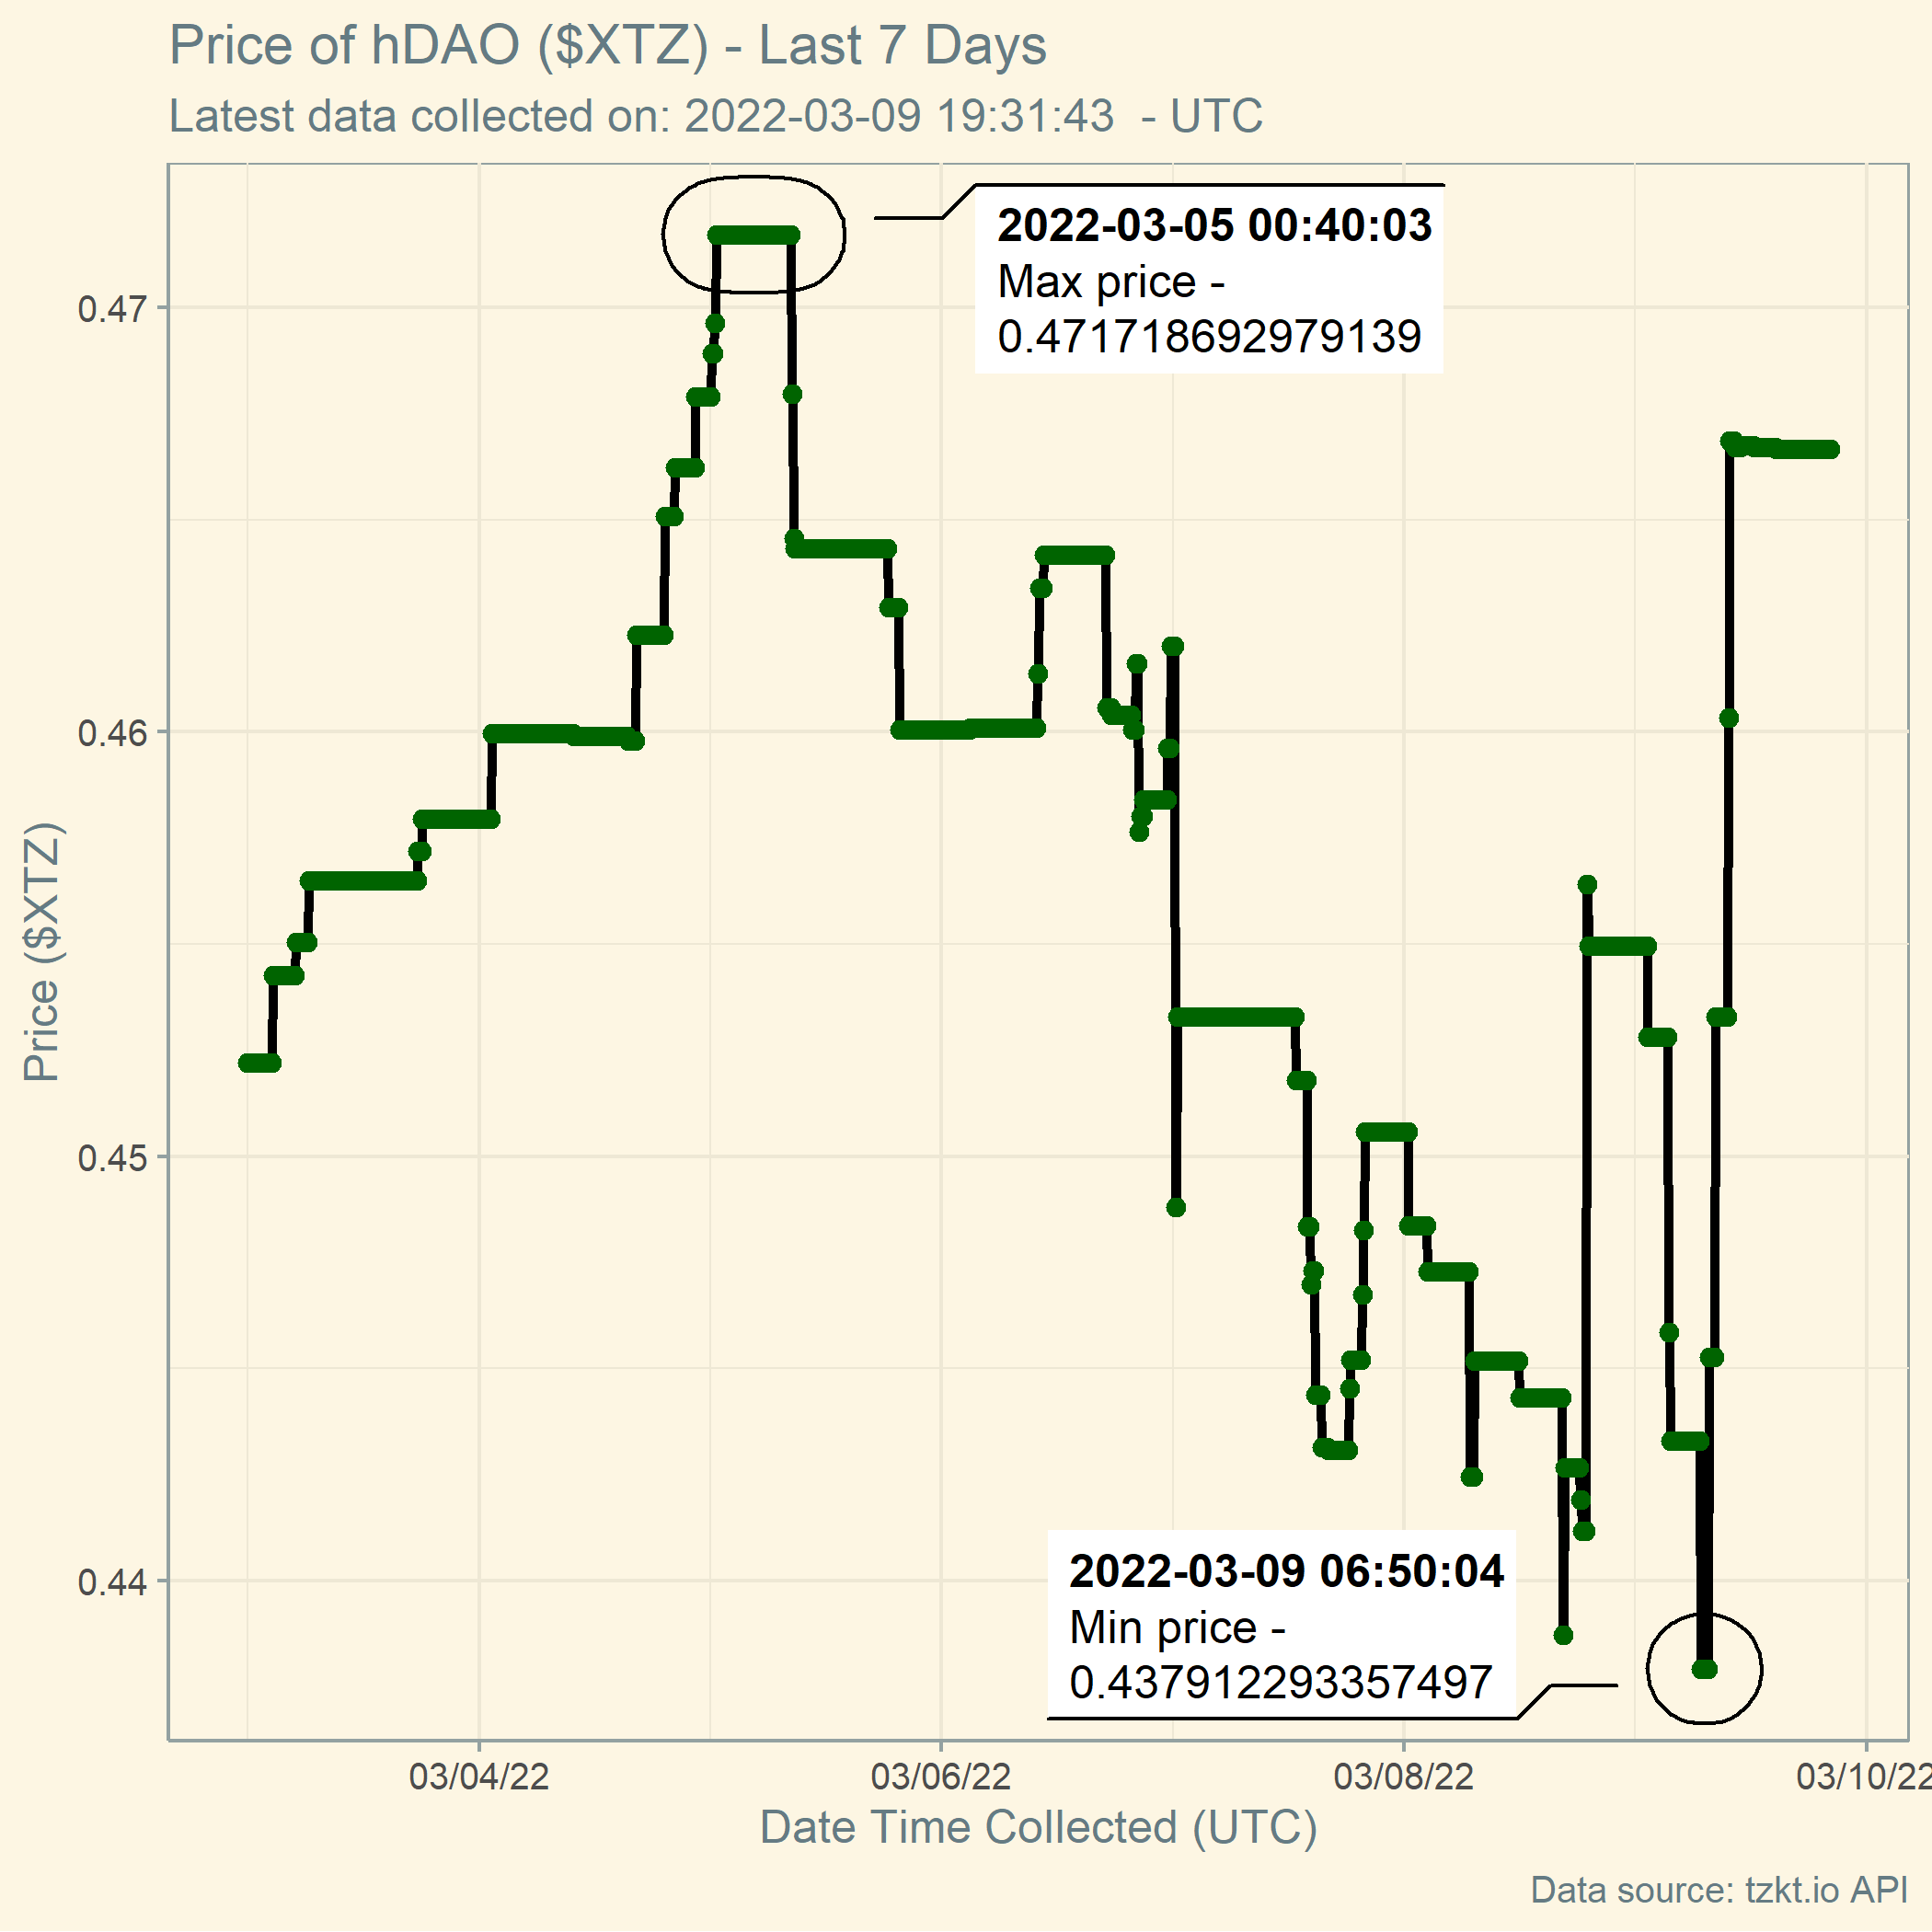 Price of hDAO ($XTZ) - Last 7 Days
Latest data collected on: 2022-03-09 19:31:43  - UTC
2022-03-05 00:40:03
Max price -
0.471718692979139
0.47
0.46
0.45
0.44
Price ($XTZ)
2022-03-09 06:50:04
Min price -
0.437912293357497
03/04/22
03/06/22
03/08/22
03/10/22
Date Time Collected (UTC)
Data source: tzkt.io API